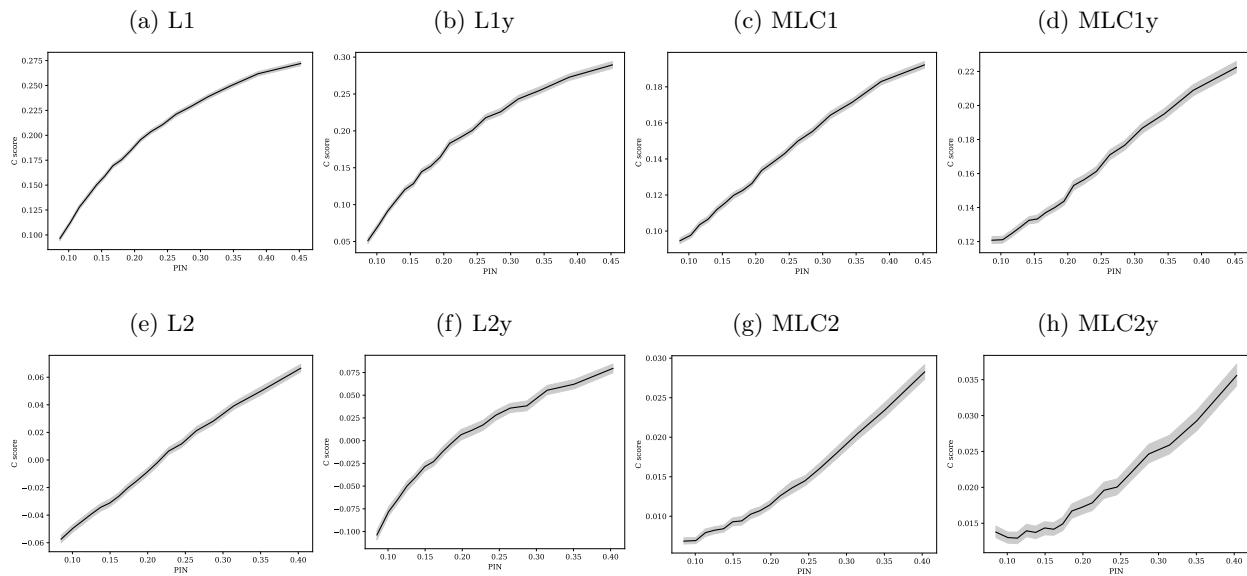 (a) L1
(b) L1y
(c) MLC1
(d) MLC1y
0.275
0.250
0.225
0.200
0.175
0.150
0.125
0.100
C score
0.10 0.15 0.20 0.25 0.30 0.35 0.40 0.45
PIN
0.30
0.25
0.20
0.15
0.10
0.05
C score
0.10 0.15 0.20 0.25 0.30 0.35 0.40 0.45
PIN
0.18
0.16
0.14
0.12
0.10
C score
0.10 0.15 0.20 0.25 0.30 0.35 0.40 0.45
PIN
0.22
0.20
0.18
0.16
0.14
0.12
C score
0.10 0.15 0.20 0.25 0.30 0.35 0.40 0.45
PIN
(e) L2
(f) L2y
(g) MLC2
(h) MLC2y
0.06
0.04
0.02
0.00
−0.02
−0.04
−0.06
C score
0.10 0.15 0.20 0.25 0.30 0.35 0.40
PIN
0.075
0.050
0.025
0.000
−0.025
−0.050
−0.075
−0.100
C score
0.10 0.15 0.20 0.25 0.30 0.35 0.40
PIN
0.030
0.025
0.020
0.015
0.010
C score
0.10 0.15 0.20 0.25 0.30 0.35 0.40
PIN
0.035
0.030
0.025
0.020
0.015
C score
0.10 0.15 0.20 0.25 0.30 0.35 0.40
PIN